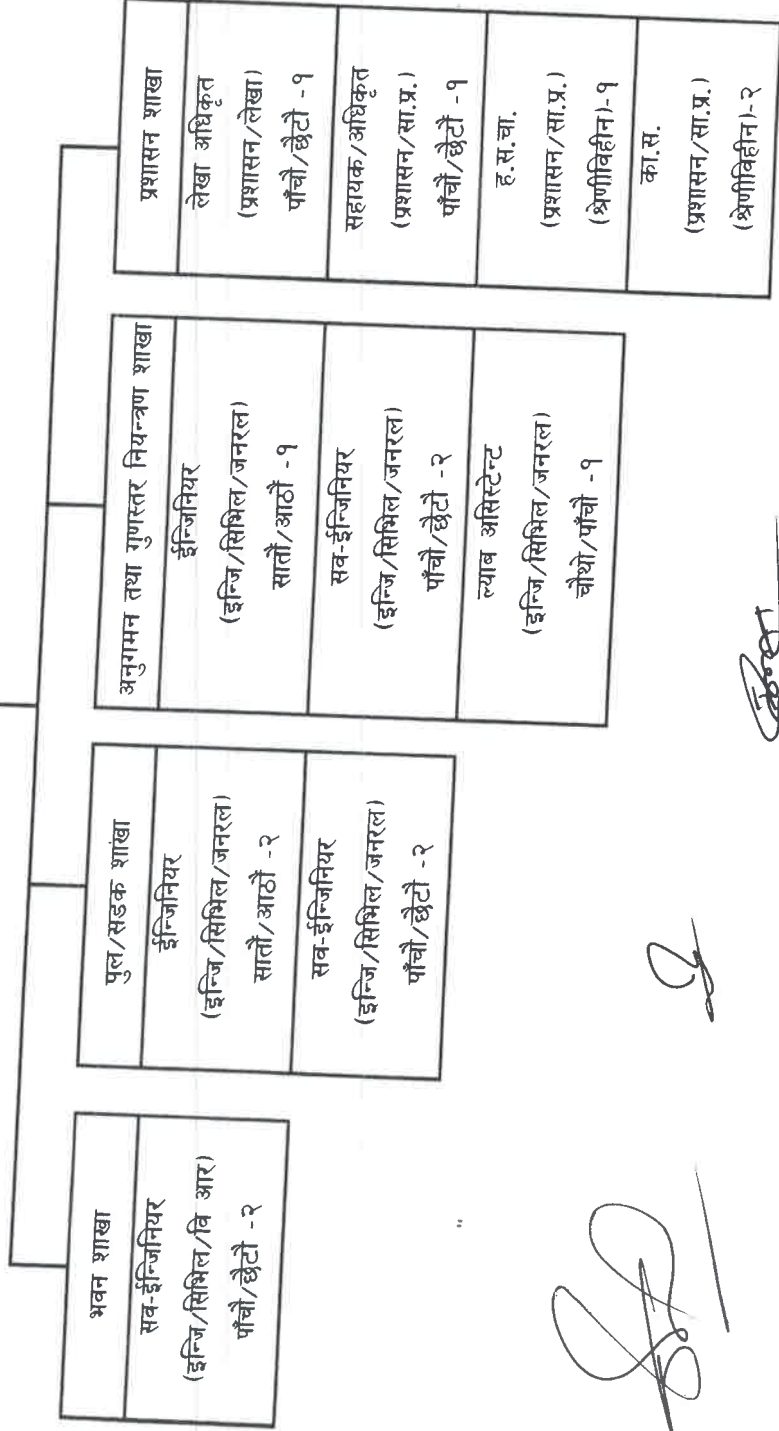 भवन शाखा
सव-ईन्जिनियर
(इन्जि/सिभिल/वि आर)
पाँचौ/छैटौ -२
पुल/सडक शाखा
ईन्जिनियर
(इन्जि/सिभिल/जनरल)
सातौं/आठौं -२
सव-ईन्जिनियर
(इन्जि/सिभिल/जनरल)
पाँचौ/छैटौ -२
अनुगमन तथा गुणस्तर नियन्त्रण शाखा
ईन्जिनियर
(इन्जि/सिभिल/जनरल)
सातौं/आठौं -१
सव-ईन्जिनियर
(इन्जि/सिभिल/जनरल)
पाँचौ/छैटौ -२
ल्याब असिस्टेन्ट
(इन्जि/सिभिल/जनरल)
चौथो/पाँचौ -१
प्रशासन शाखा
लेखा अधिकृत
(प्रशासन/लेखा)
पाँचौ/छैटौ -१
सहायक/अधिकृत
(प्रशासन/सा.प्र.)
पाँचौ/छैटौ -१
ह.स.चा.
(प्रशासन/सा.प्र.)
(श्रेणीविहीन)-१
का.स.
(प्रशासन/सा.प्र.)
(श्रेणीविहीन)-२